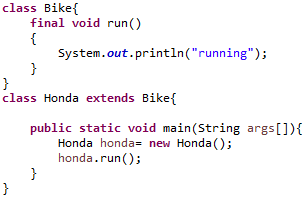 class Bike{
    final void run()
    {
        System.out.println("running");
    }
}
class Honda extends Bike{

    public static void main(String args[]){
        Honda honda= new Honda();
        honda.run();
    }
}